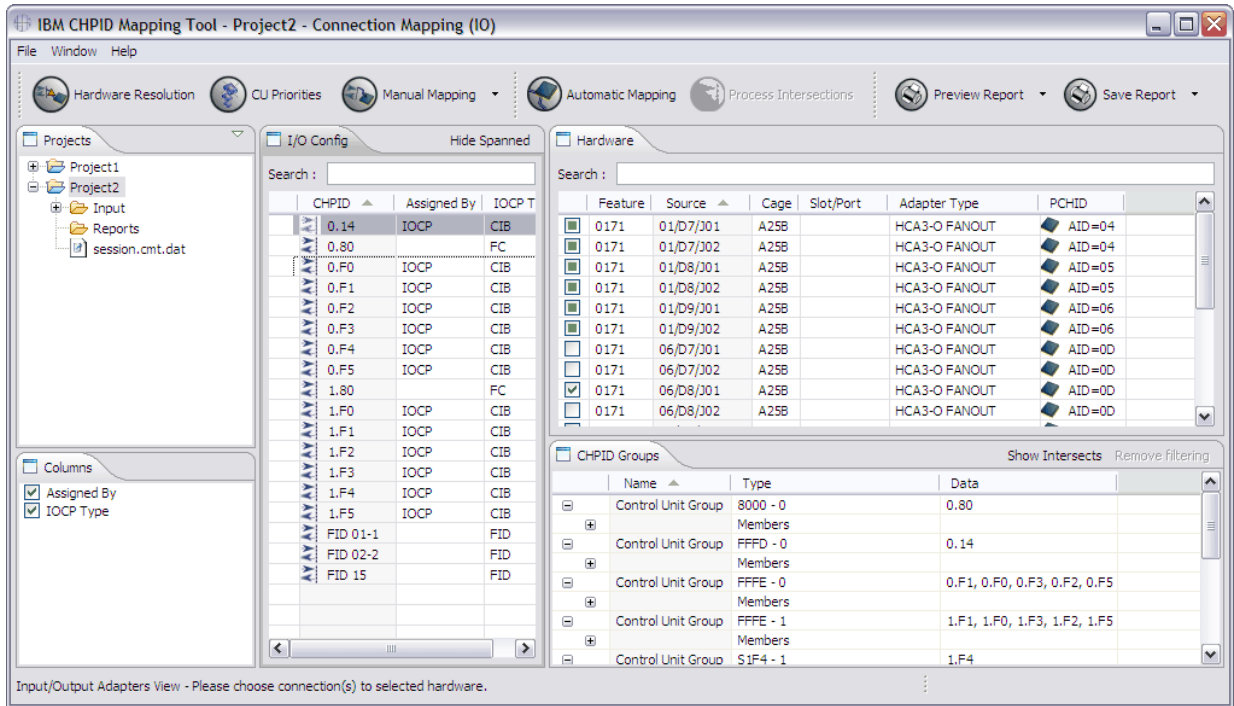 IBM CHPID Mapping Tool - Project2 - Connection Mapping (IO)
File Window Help
Hardware Resolution CU Priorities Manual Mapping Automatic Mapping Process Intersections Preview Report Save Report
Projects
Project1
Project2
Input
Reports
session.cmt.dat
Columns
Assigned By
IOCP Type
I/O Config Hide Spanned
Search :
CHPID Assigned By IOCP T
0.14 IOCP CIB
0.80 FC
0.F0 IOCP CIB
0.F1 IOCP CIB
0.F2 IOCP CIB
0.F3 IOCP CIB
0.F4 IOCP CIB
0.F5 IOCP CIB
1.80 FC
1.F0 IOCP CIB
1.F1 IOCP CIB
1.F2 IOCP CIB
1.F3 IOCP CIB
1.F4 IOCP CIB
1.F5 IOCP CIB
FID 01-1 FID
FID 02-2 FID
FID 15 FID
Hardware
Search :
Feature Source Cage Slot/Port Adapter Type PCHID
0171 01/D7/J01 A25B HCA3-O FANOUT AID=04
0171 01/D7/J02 A25B HCA3-O FANOUT AID=04
0171 01/D8/J01 A25B HCA3-O FANOUT AID=05
0171 01/D8/J02 A25B HCA3-O FANOUT AID=05
0171 01/D9/J01 A25B HCA3-O FANOUT AID=06
0171 01/D9/J02 A25B HCA3-O FANOUT AID=06
0171 06/D7/J01 A25B HCA3-O FANOUT AID=0D
0171 06/D7/J02 A25B HCA3-O FANOUT AID=0D
0171 06/D8/J01 A25B HCA3-O FANOUT AID=0D
0171 06/D8/J02 A25B HCA3-O FANOUT AID=0D
CHPID Groups Show Intersects Remove filtering
Name Type Data
Control Unit Group 8000 - 0 0.80
Members
Control Unit Group FFFD - 0 0.14
Members
Control Unit Group FFFE - 0 0.F1, 0.F0, 0.F3, 0.F2, 0.F5
Members
Control Unit Group FFFE - 1 1.F1, 1.F0, 1.F3, 1.F2, 1.F5
Members
Control Unit Group S1F4 - 1 1.F4
Input/Output Adapters View - Please choose connection(s) to selected hardware.